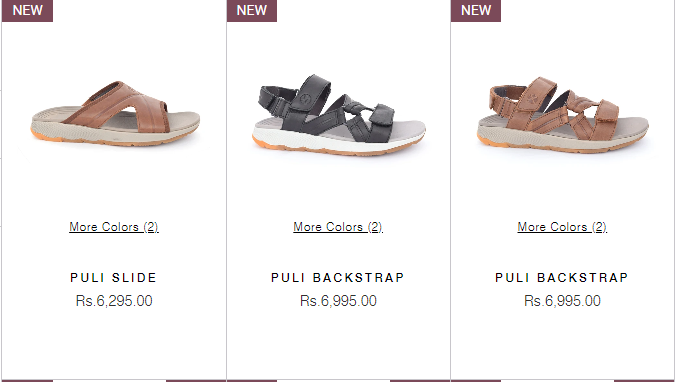 NEW
NEW
NEW
More Colors (2)
More Colors (2)
More Colors (2)
PULI SLIDE
PULI BACKSTRAP
PULI BACKSTRAP
Rs.6,295.00
Rs.6,995.00
Rs.6,995.00